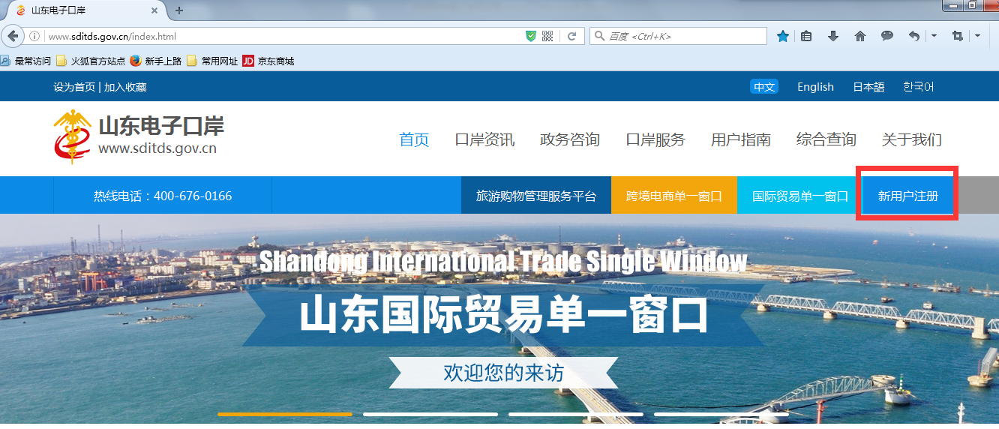 山东电子口岸
www.sditds.gov.cn/index.html
百度 <Ctrl+K>
最常访问 火狐官方站点 新手上路 常用网址 JD 京东商城
设为首页 | 加入收藏 中文 English 日本語 한국어
山东电子口岸
www.sditds.gov.cn
首页 口岸资讯 政务咨询 口岸服务 用户指南 综合查询 关于我们
热线电话：400-676-0166 旅游购物管理服务平台 跨境电商单一窗口 国际贸易单一窗口 新用户注册
Shandong International Trade Single Window
山东国际贸易单一窗口
欢迎您的来访